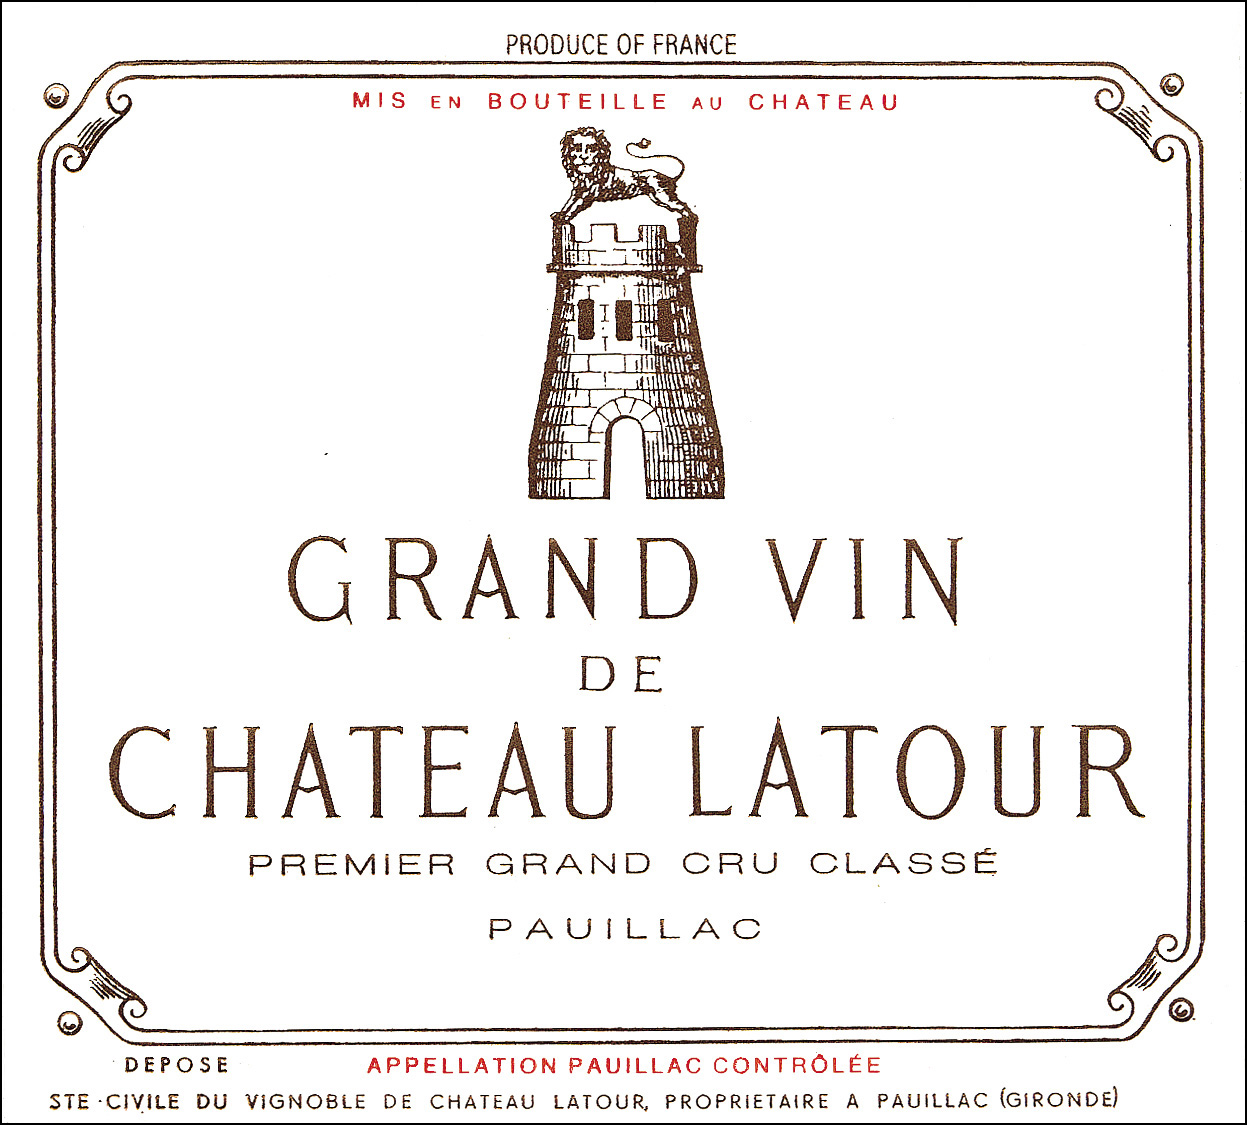 PRODUCE OF FRANCE
MIS EN BOUTEILLE AU CHATEAU
GRAND VIN
DE
CHATEAU LATOUR
PREMIER GRAND CRU CLASSÉ
PAUILLAC
DEPOSE APPELLATION PAUILLAC CONTRÔLÉE
STE·CIVILE DU VIGNOBLE DE CHATEAU LATOUR, PROPRIETAIRE A PAUILLAC (GIRONDE)